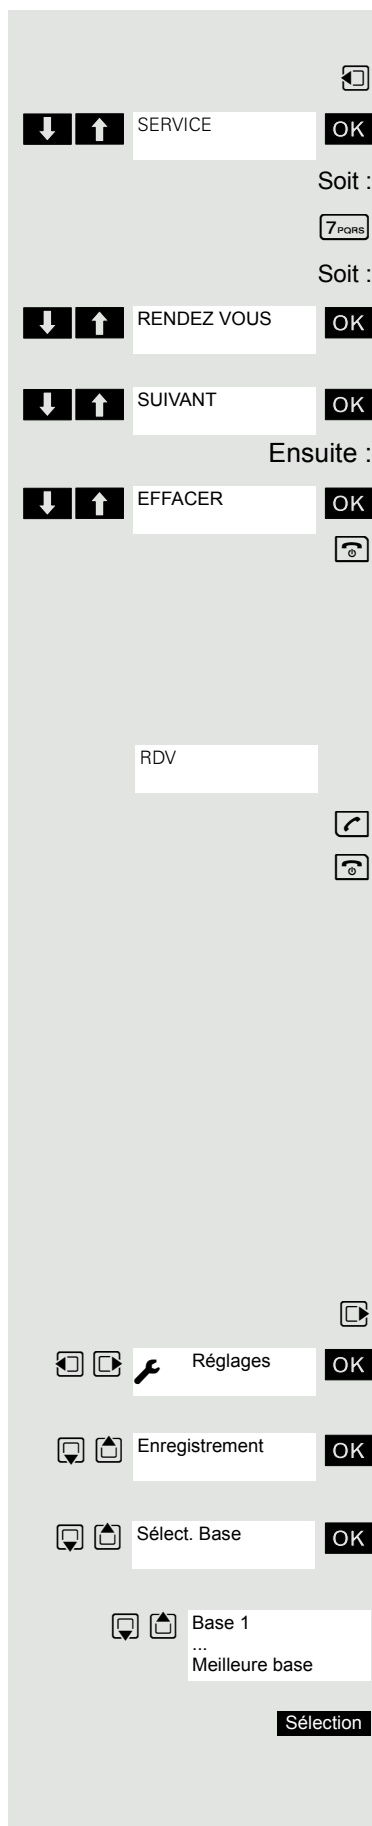 SERVICE OK
Soit :
7PQRS
Soit :
RENDEZ VOUS OK
SUIVANT OK
Ensuite :
EFFACER OK
RDV
Réglages OK
Enregistrement OK
Sélect. Base OK
Base 1
...
Meilleure base
Sélection